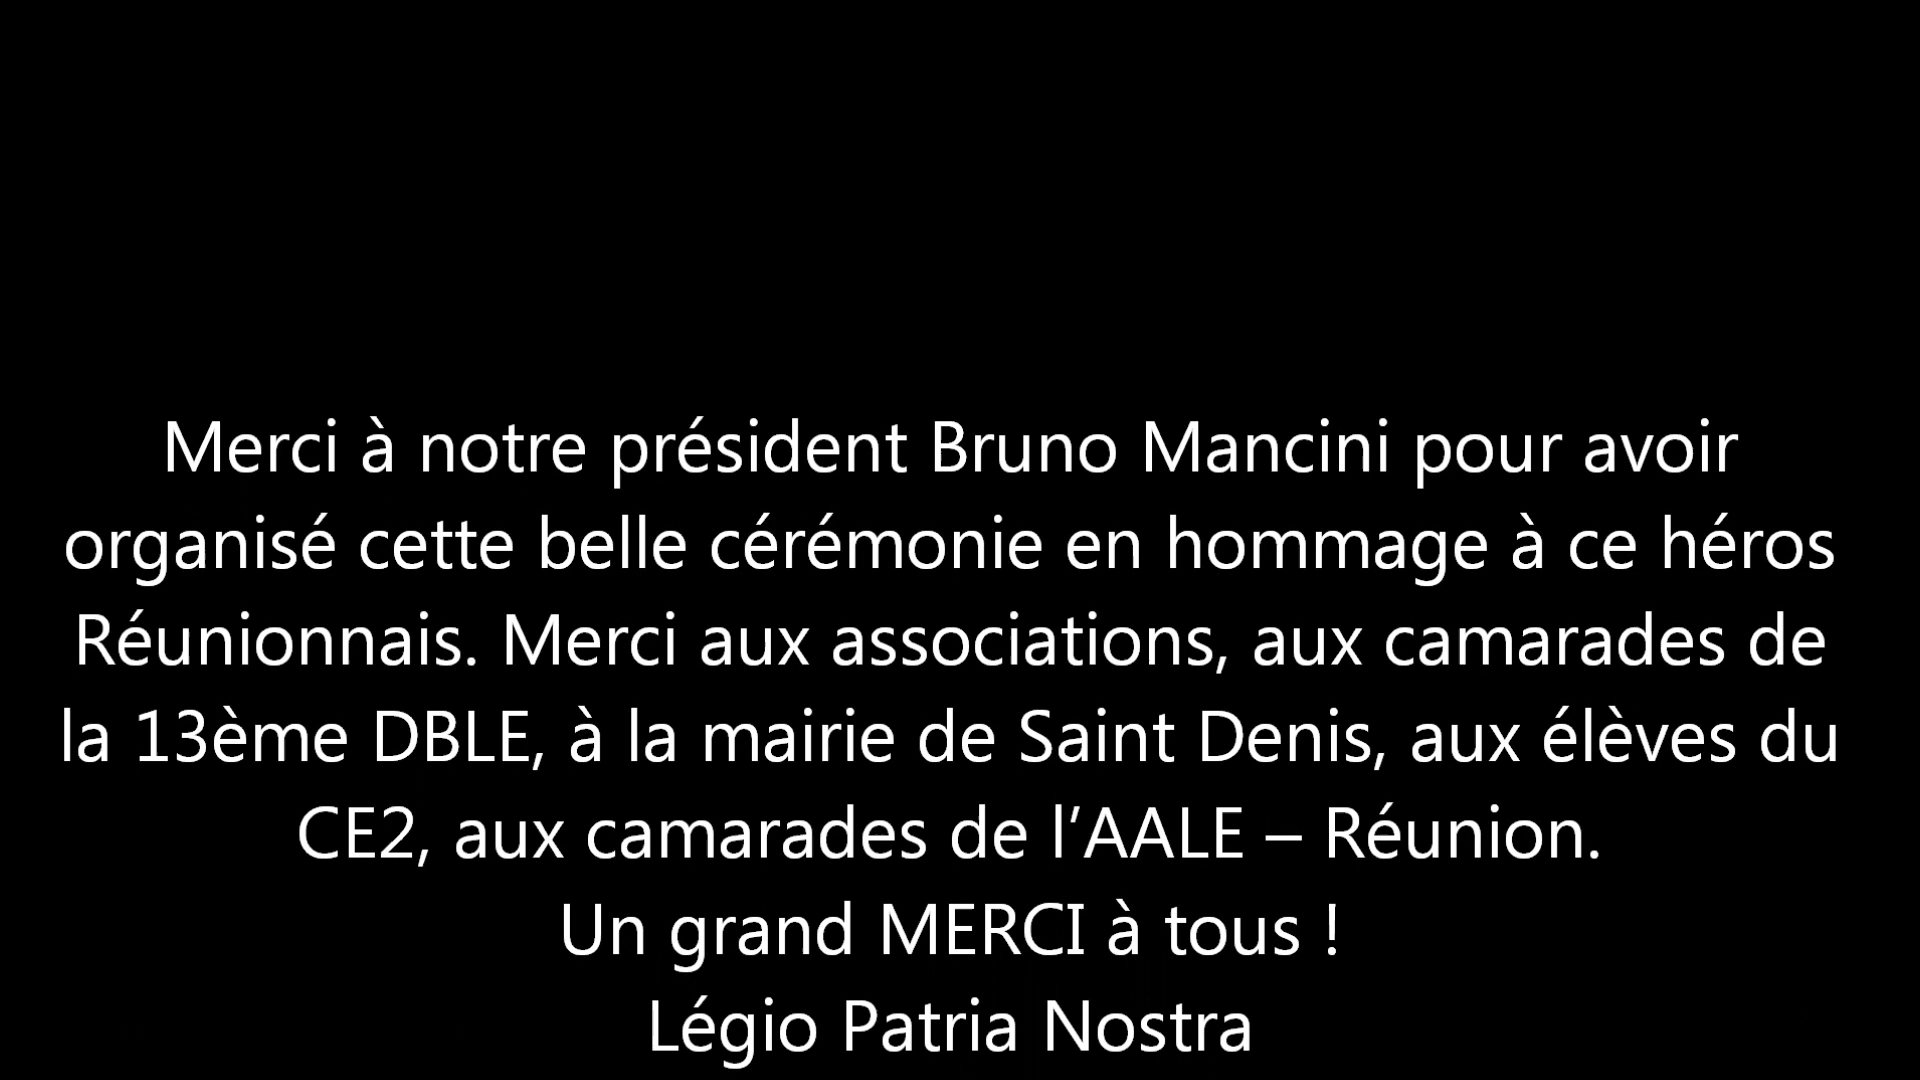 Merci à notre président Bruno Mancini pour avoir
organisé cette belle cérémonie en hommage à ce héros
Réunionnais. Merci aux associations, aux camarades de
la 13ème DBLE, à la mairie de Saint Denis, aux élèves du
CE2, aux camarades de l’AALE – Réunion.
Un grand MERCI à tous !
Légio Patria Nostra